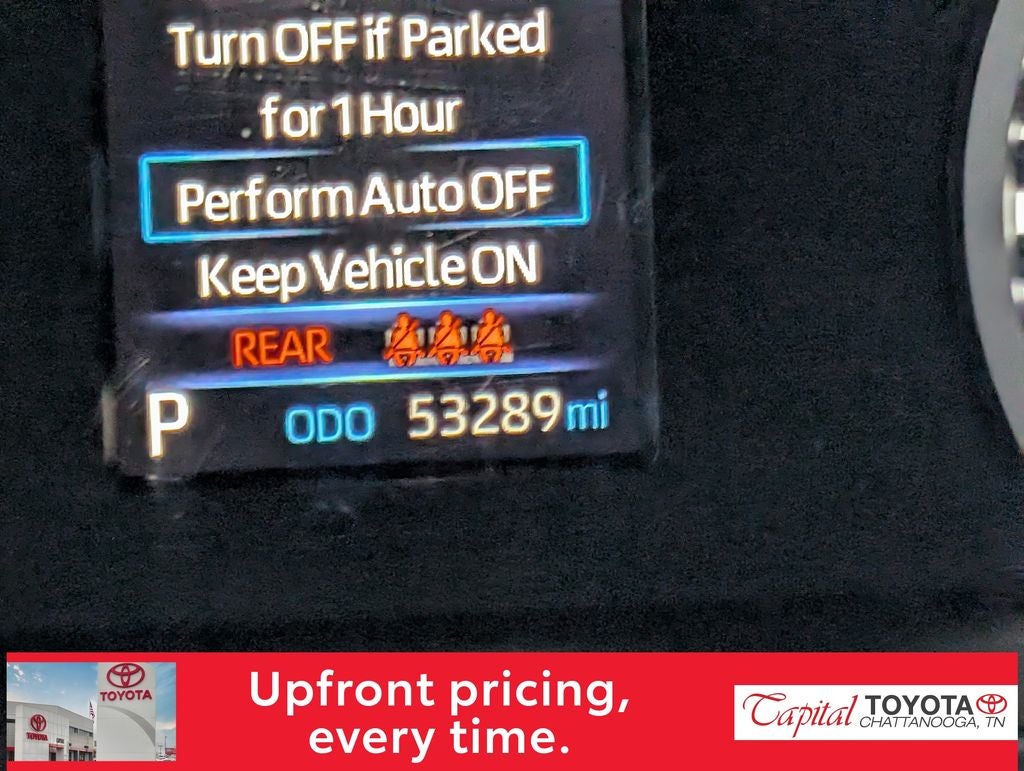 Turn OFF if Parked
for 1 Hour
Perform Auto OFF
Keep Vehicle ON
REAR
P ODO 53289 mi
TOYOTA
TOYOTA
Upfront pricing,
every time.
Capital TOYOTA
CHATTANOOGA, TN